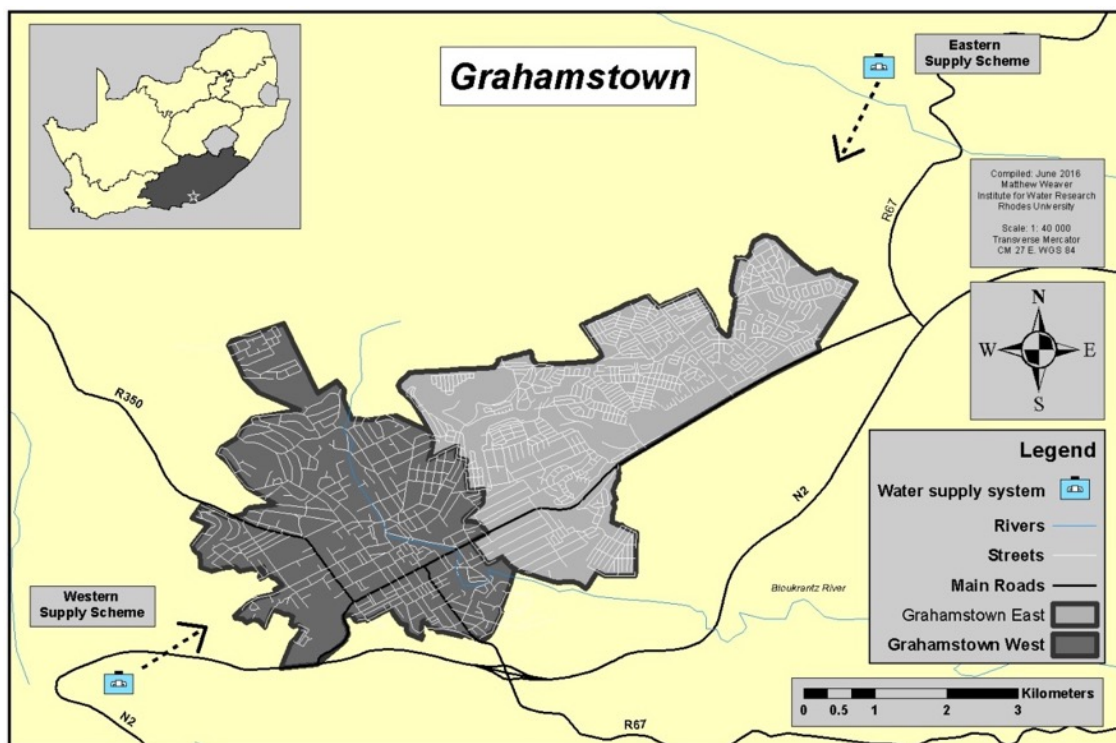 Grahamstown
Eastern
Supply Scheme
Compiled: June 2016
Matthew Weaver
Institute for Water Research
Rhodes University
Scale: 1: 40 000
Transverse Mercator
CM 27 E. WGS 84
R67
N
W
E
S
R350
Legend
Water supply system
Rivers
Streets
Main Roads
Grahamstown East
Grahamstown West
N2
Bloukrantz River
Western
Supply Scheme
N2
R67
Kilometers
0 0.5 1 2 3